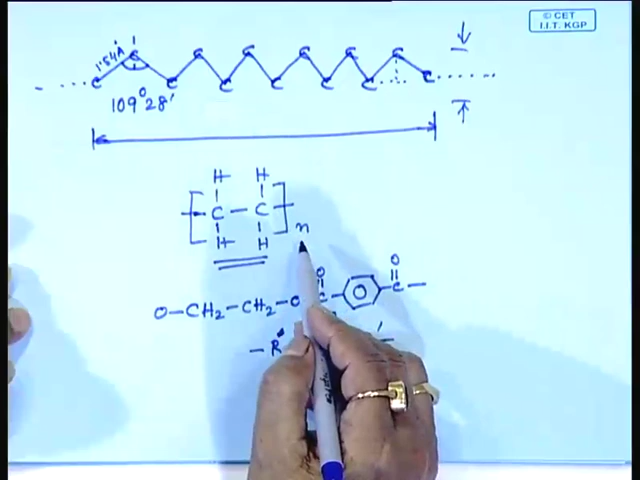 © CET
I.I.T. KGP
C C C C C C C C C C C C C C
1.54Å
109°28'
H H
[-C-C-]n
H H
O O
O-CH2-CH2-O C C-
-R